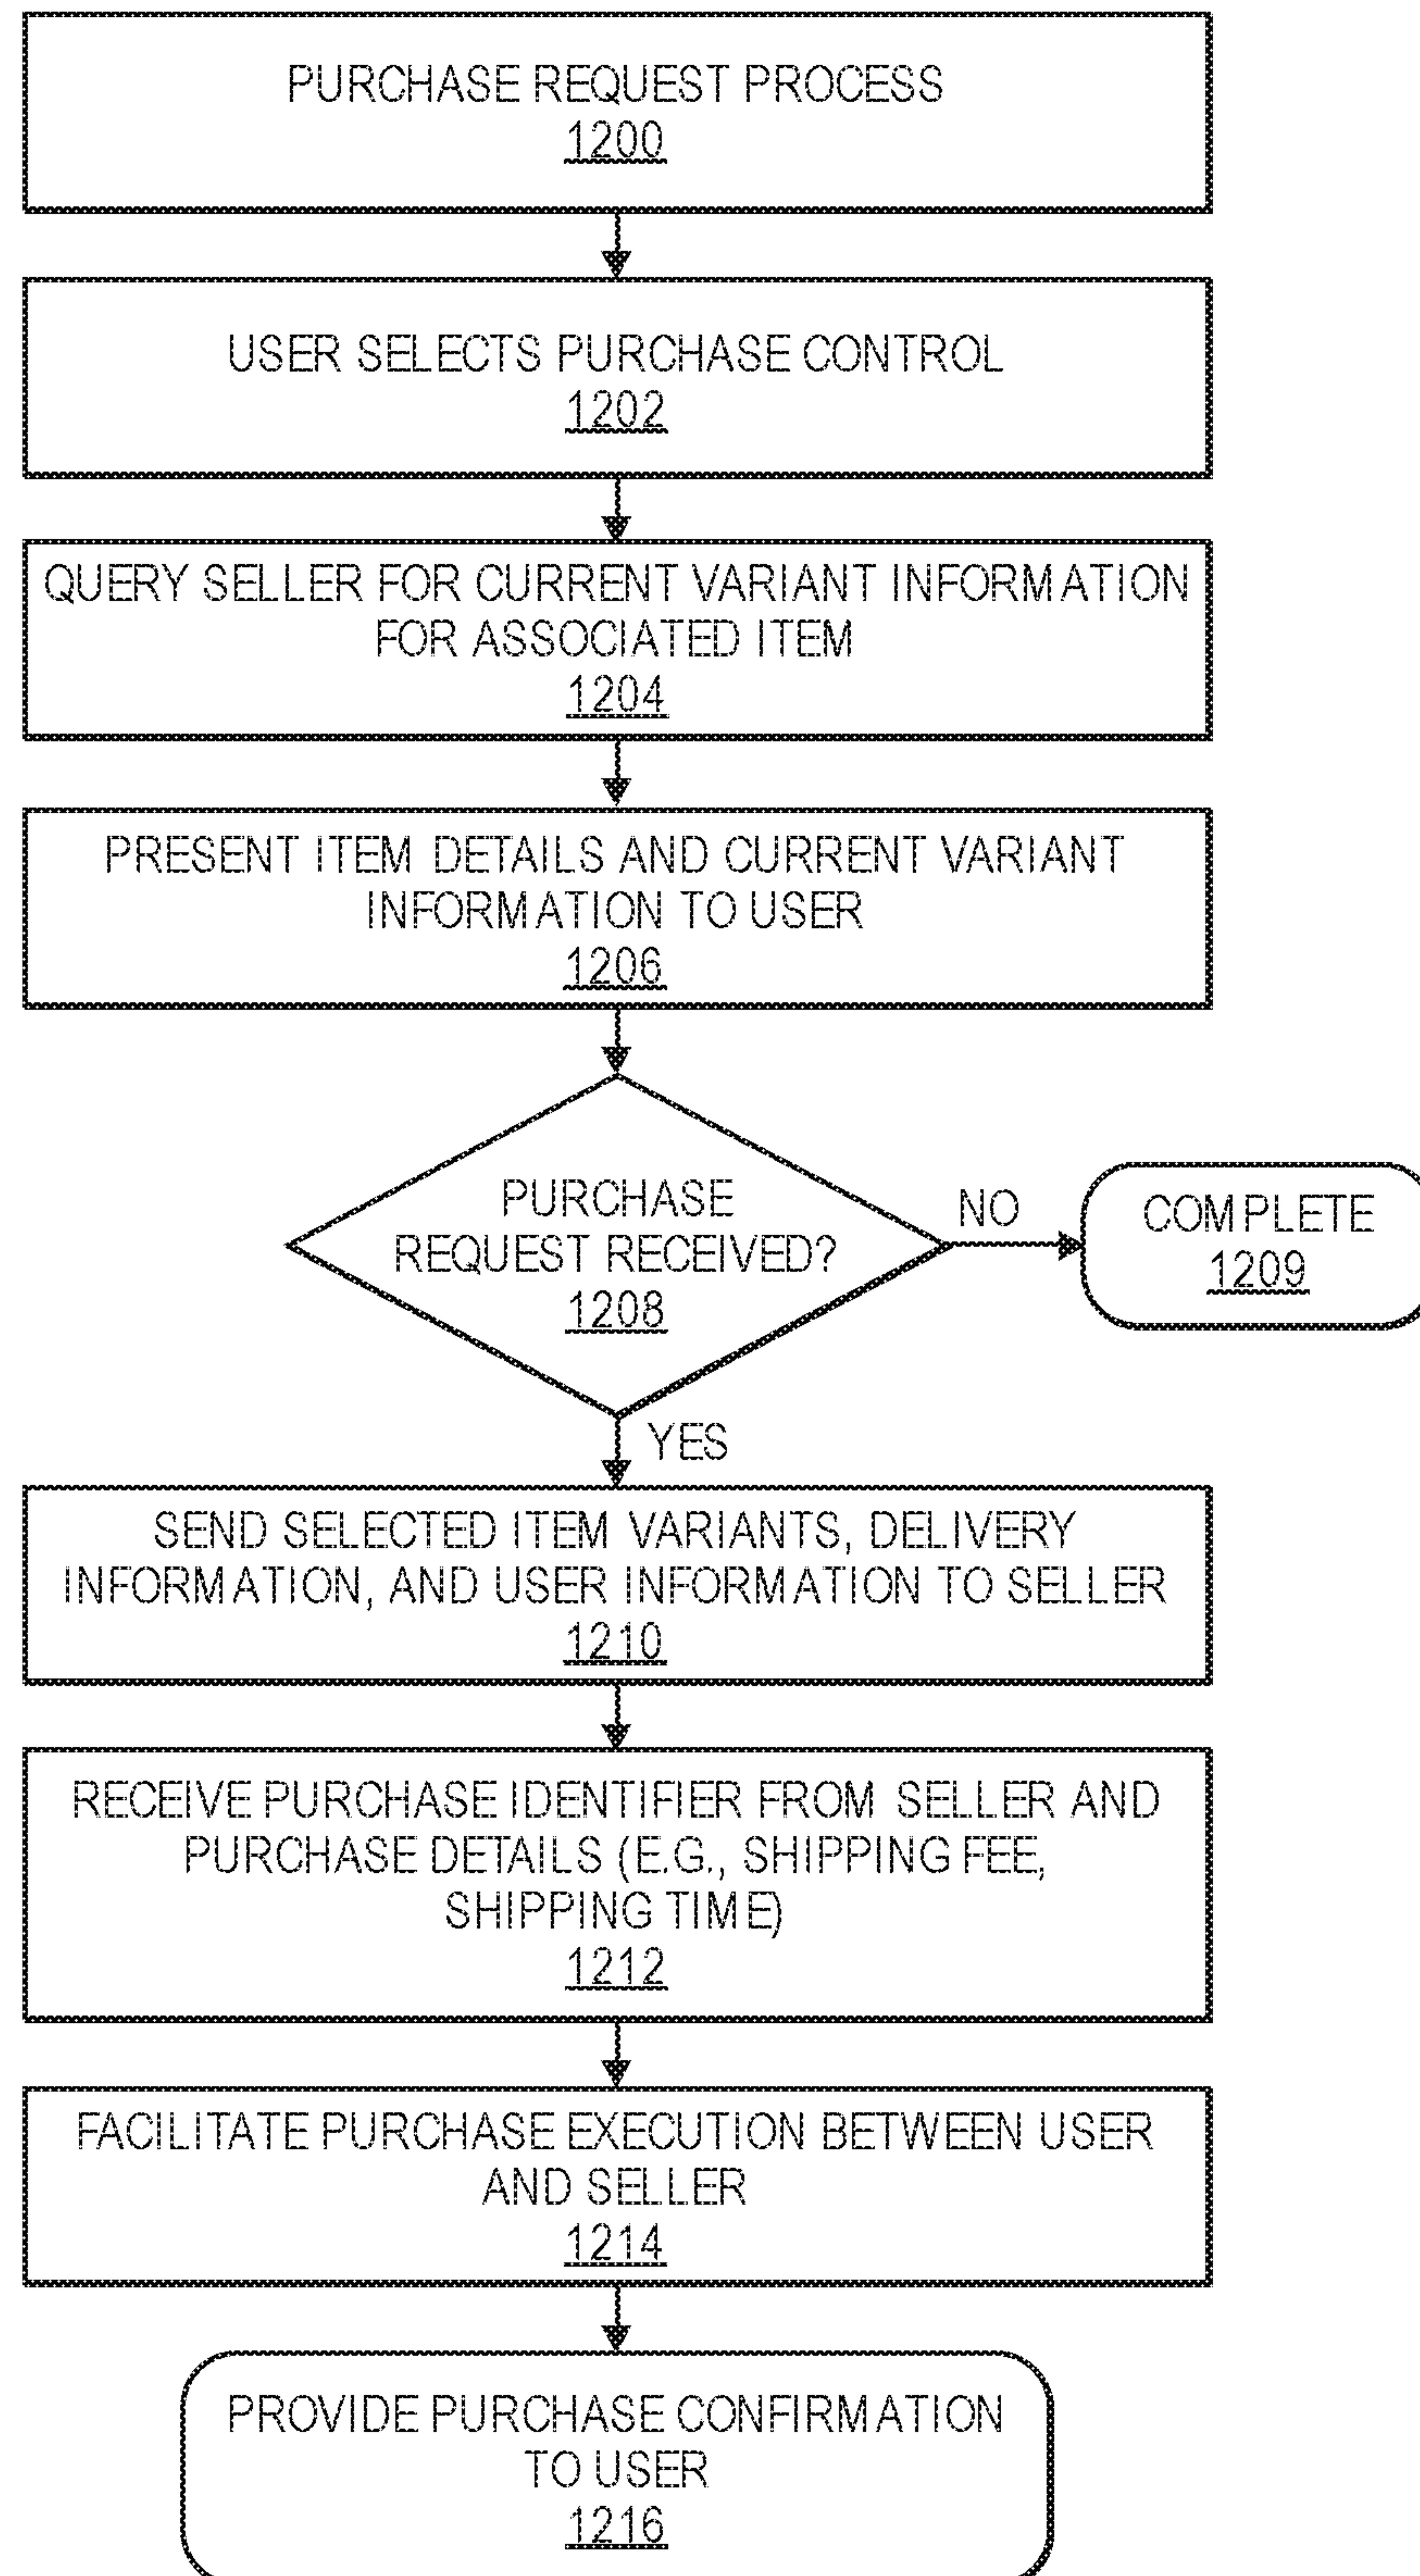 PURCHASE REQUEST PROCESS
1200
USER SELECTS PURCHASE CONTROL
1202
QUERY SELLER FOR CURRENT VARIANT INFORMATION
FOR ASSOCIATED ITEM
1204
PRESENT ITEM DETAILS AND CURRENT VARIANT
INFORMATION TO USER
1206
PURCHASE
REQUEST RECEIVED?
1208
NO
COMPLETE
1209
YES
SEND SELECTED ITEM VARIANTS, DELIVERY
INFORMATION, AND USER INFORMATION TO SELLER
1210
RECEIVE PURCHASE IDENTIFIER FROM SELLER AND
PURCHASE DETAILS (E.G., SHIPPING FEE,
SHIPPING TIME)
1212
FACILITATE PURCHASE EXECUTION BETWEEN USER
AND SELLER
1214
PROVIDE PURCHASE CONFIRMATION
TO USER
1216